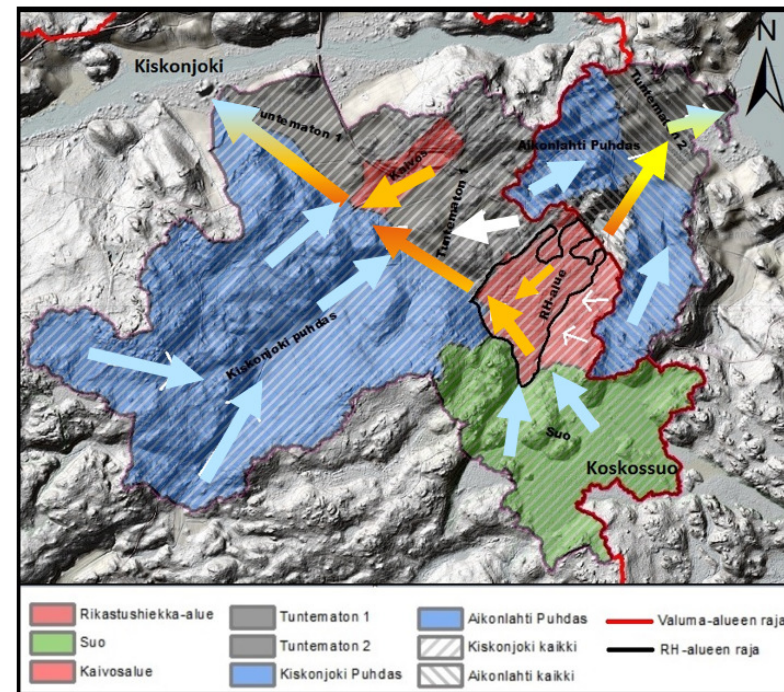 Kiskonjoki
N
Tuntematon 1
Kaivos
Tuntematon 1
Aikonlahti Puhdas
Tuntematon 2
RH-alue
Kiskonjoki puhdas
Suo
Koskossuo
Rikastushiekka-alue
Suo
Kaivosalue
Tuntematon 1
Tuntematon 2
Kiskonjoki Puhdas
Aikonlahti Puhdas
Kiskonjoki kaikki
Aikonlahti kaikki
Valuma-alueen raja
RH-alueen raja